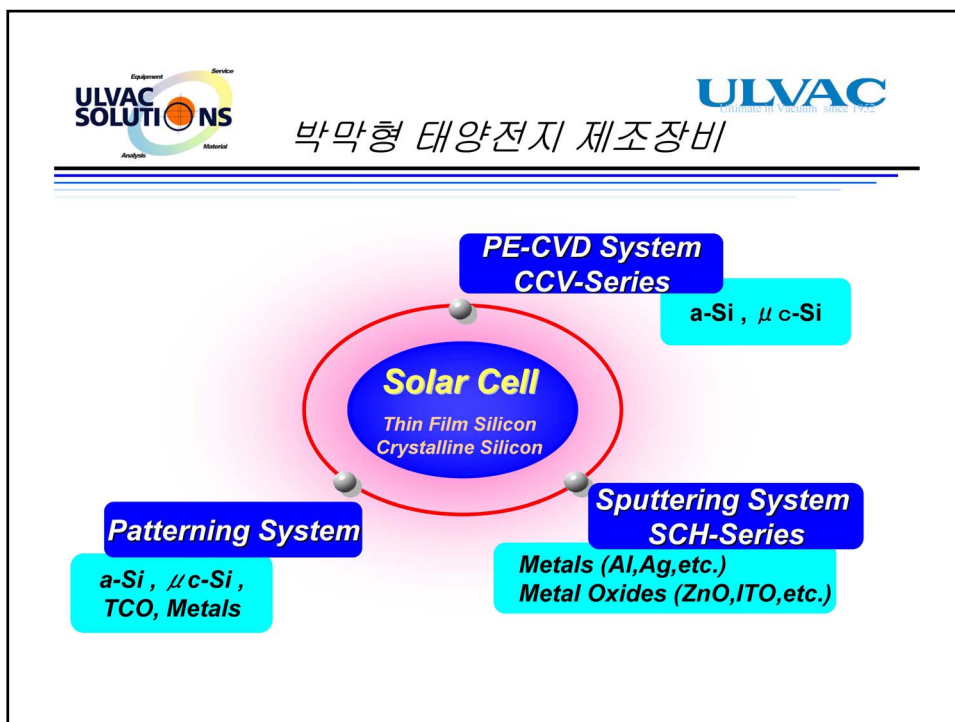 Equipment
Service
ULVAC
SOLUTIONS
Material
Analysis
ULVAC
Ultimate in Vacuum since 1952
박막형 태양전지 제조장비
PE-CVD System
CCV-Series
a-Si , μc-Si
Solar Cell
Thin Film Silicon
Crystalline Silicon
Patterning System
a-Si , μc-Si ,
TCO, Metals
Sputtering System
SCH-Series
Metals (Al,Ag,etc.)
Metal Oxides (ZnO,ITO,etc.)